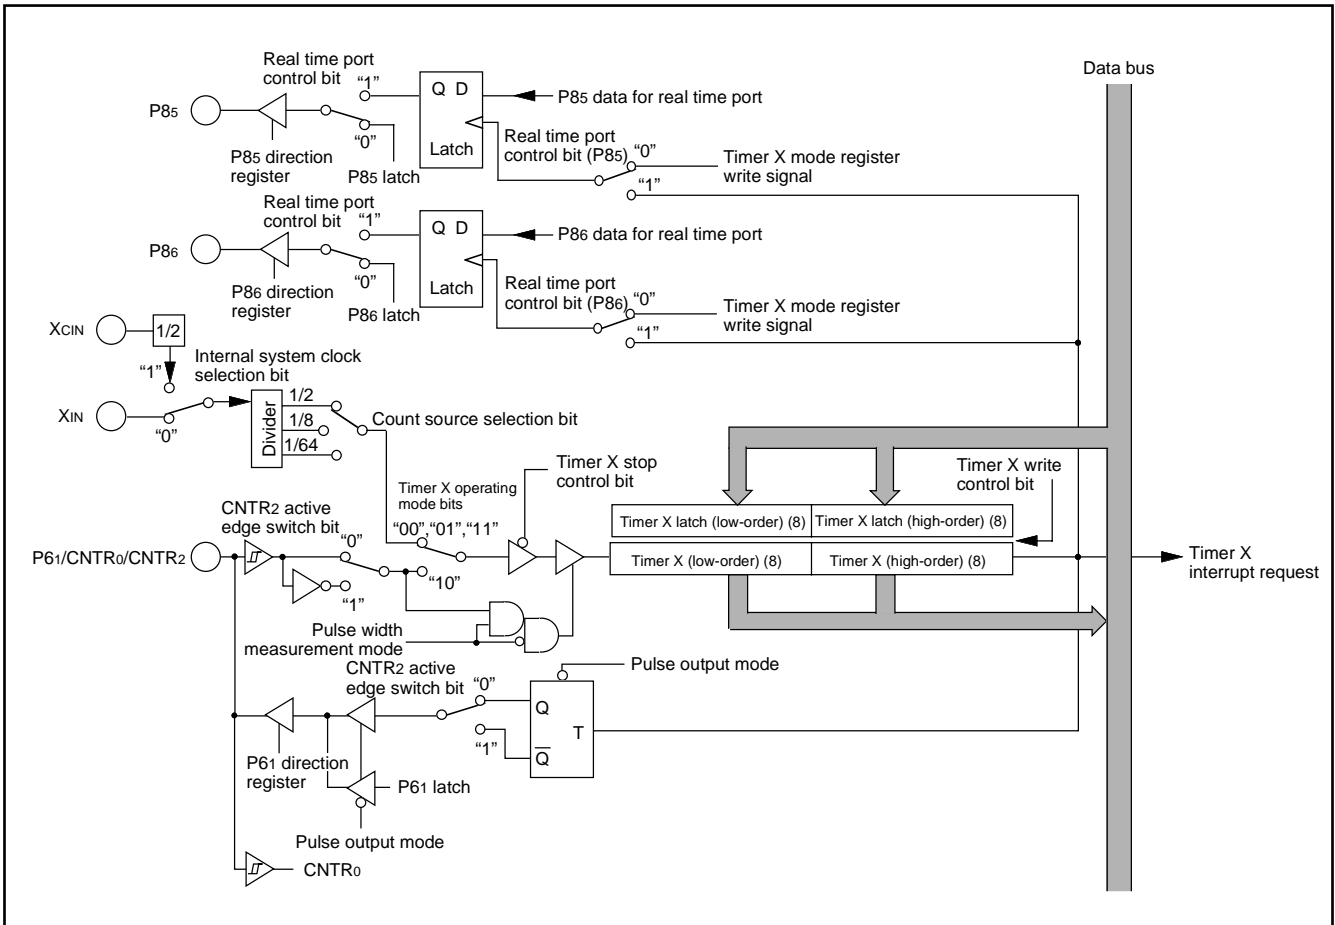 Real time port
control bit
“1”
Q D
P85 data for real time port
Data bus
P85
“0”
Latch
P85 direction
register
P85 latch
Real time port
control bit (P85)
“0”
Timer X mode register
write signal
“1”
Real time port
control bit
“1”
Q D
P86 data for real time port
P86
“0”
Latch
P86 direction
register
P86 latch
Real time port
control bit (P86)
“0”
Timer X mode register
write signal
“1”
XCIN
1/2
“1”
Internal system clock
selection bit
XIN
“0”
Divider
1/2
1/8
1/64
Count source selection bit
Timer X stop
control bit
Timer X write
control bit
Timer X operating
mode bits
“00”,“01”,“11”
CNTR2 active
edge switch bit
“0”
Timer X latch (low-order) (8)
Timer X latch (high-order) (8)
P61/CNTR0/CNTR2
Timer X (low-order) (8)
Timer X (high-order) (8)
Timer X
interrupt request
“10”
“1”
Pulse width
measurement mode
CNTR2 active
edge switch bit
“0”
Pulse output mode
Q
T
“1”
Q
P61 direction
register
P61 latch
Pulse output mode
CNTR0